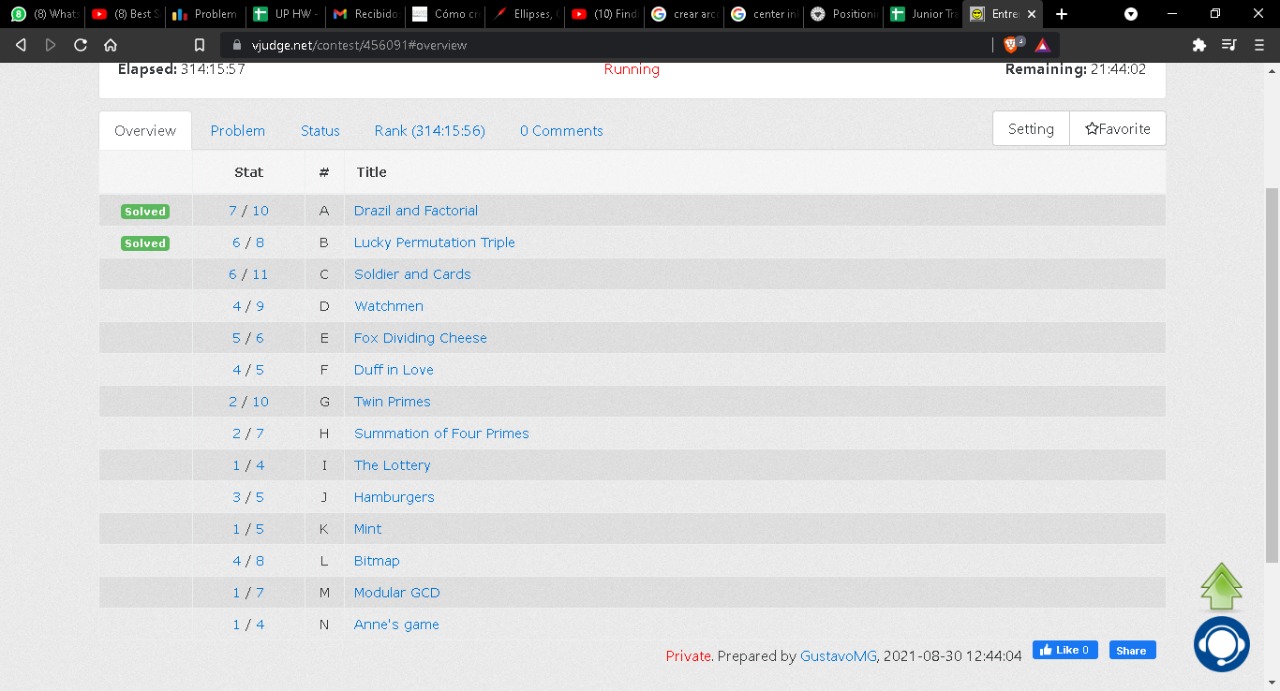 (8) Whats
(8) Best S
Problem
UP HW -
Recibido
Cómo cr
Ellipses,
(10) Find
crear arc
center in
Positioni
Junior Tr
Entre
vjudge.net/contest/456091#overview
Elapsed: 314:15:57 Running Remaining: 21:44:02
Overview Problem Status Rank (314:15:56) 0 Comments Setting Favorite
Stat # Title
Solved 7 / 10 A Drazil and Factorial
Solved 6 / 8 B Lucky Permutation Triple
6 / 11 C Soldier and Cards
4 / 9 D Watchmen
5 / 6 E Fox Dividing Cheese
4 / 5 F Duff in Love
2 / 10 G Twin Primes
2 / 7 H Summation of Four Primes
1 / 4 I The Lottery
3 / 5 J Hamburgers
1 / 5 K Mint
4 / 8 L Bitmap
1 / 7 M Modular GCD
1 / 4 N Anne's game
Private. Prepared by GustavoMG, 2021-08-30 12:44:04 Like 0 Share